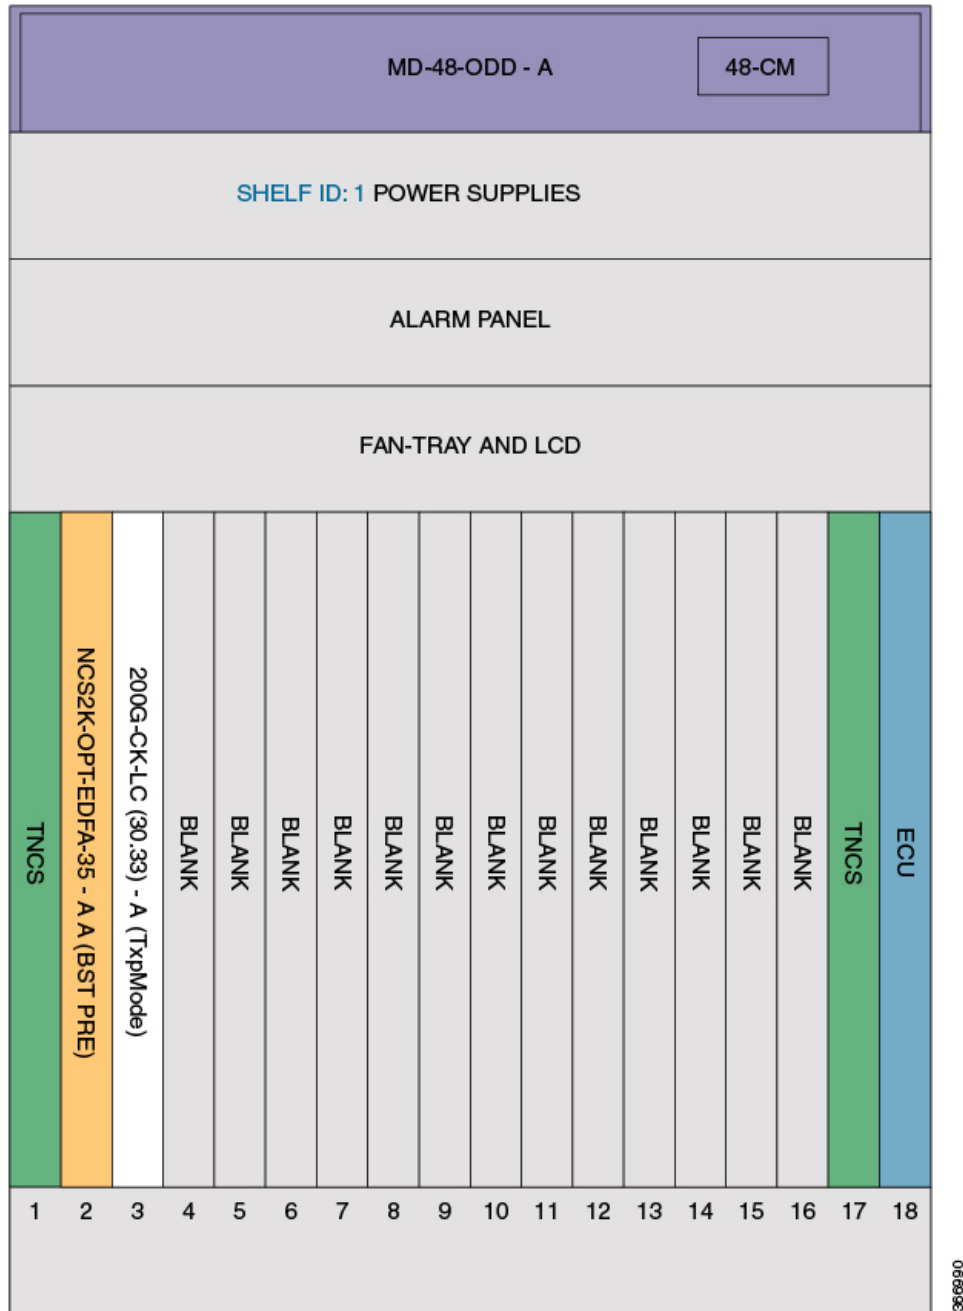 MD-48-ODD - A
48-CM
SHELF ID: 1 POWER SUPPLIES
ALARM PANEL
FAN-TRAY AND LCD
TNCS
NCS2K-OPT-EDFA-35 - A A (BST PRE)
200G-CK-LC (30.33) - A (TxpMode)
BLANK
BLANK
BLANK
BLANK
BLANK
BLANK
BLANK
BLANK
BLANK
BLANK
BLANK
BLANK
BLANK
TNCS
ECU
1 2 3 4 5 6 7 8 9 10 11 12 13 14 15 16 17 18